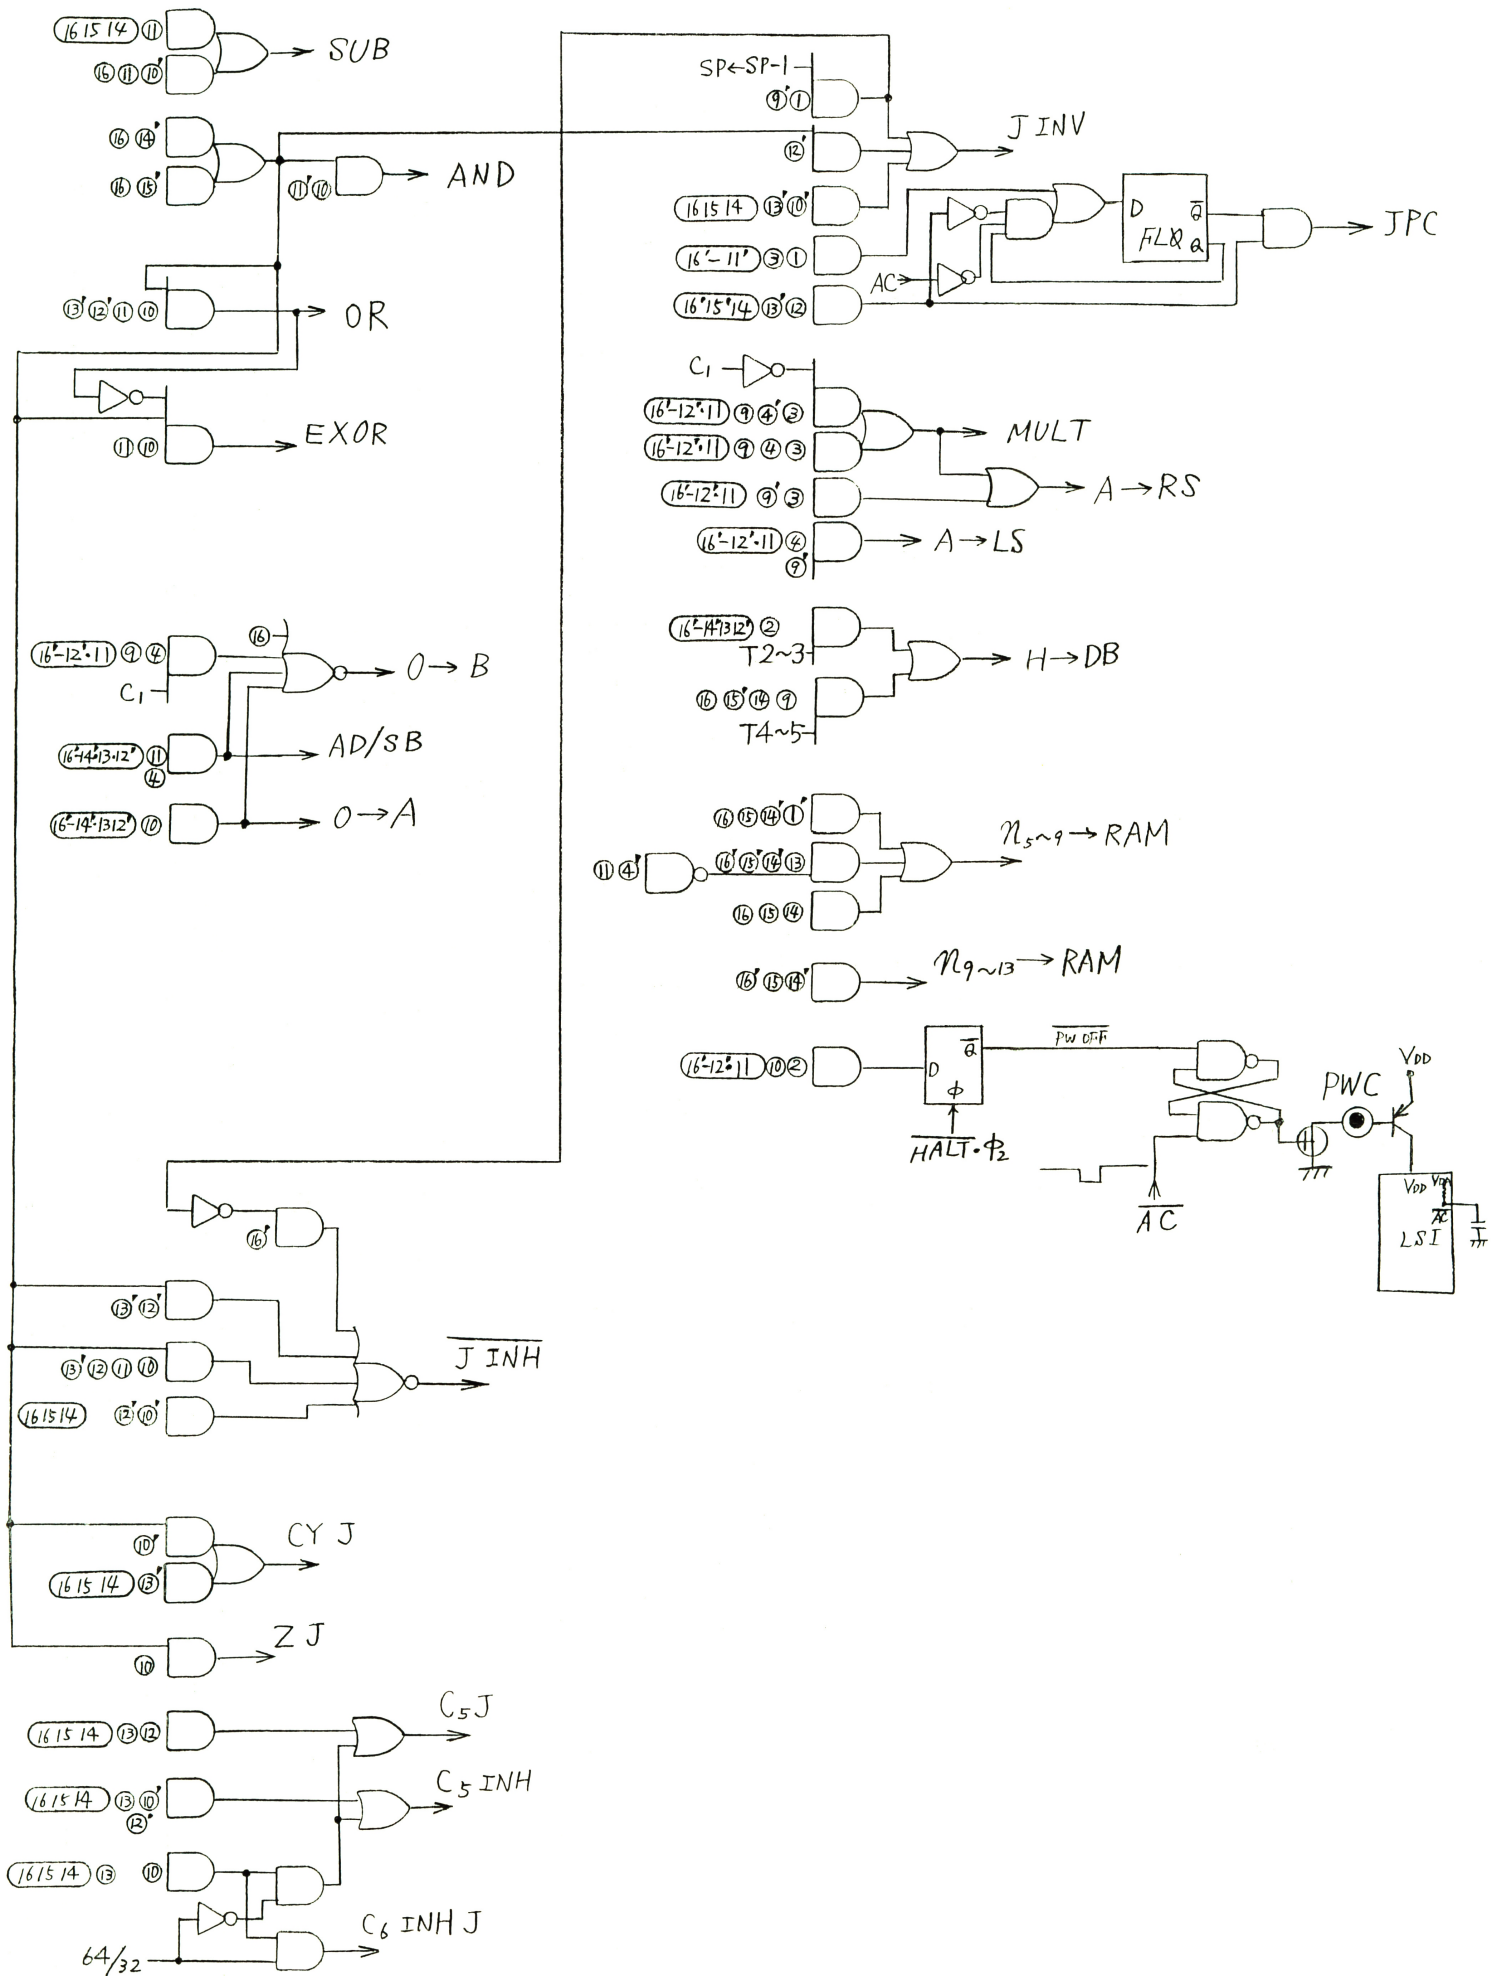 (16 15 14) ⑪
SUB
⑯ ⑪ ⑩'
⑯ ⑭'
⑯ ⑮'
⑪' ⑩
AND
⑬' ⑫' ⑪ ⑩
OR
⑪ ⑩
EXOR
(16'-12'·11) ⑨ ④
C₁
⑯
O → B
(16'-14'·13·12') ⑪
④
AD/SB
(16'-14'·1312') ⑩
O → A
⑯'
⑬' ⑫'
⑬' ⑫ ⑪ ⑩
(16 15 14) ⑫' ⑩'
J INH
⑩'
CY J
(16 15 14) ⑬'
⑩
Z J
(16 15 14) ⑬ ⑫
C₅ J
(16 15 14) ⑬ ⑩'
⑫'
C₅ INH
(16 15 14) ⑬ ⑩
64/32
C₆ INH J
SP←SP-1
⑨' ①
⑫'
J INV
(16 15 14) ⑬' ⑩'
(16'-11') ③ ①
AC
(16'15'14) ⑬' ⑫
D Q
FLQ Q
JPC
C₁
(16'-12'·11) ⑨ ④' ③
(16'-12'·11) ⑨ ④ ③
MULT
(16'-12'·11) ⑨' ③
A → RS
(16'-12'·11) ④
⑨'
A → LS
(16'-14'1312') ②
T2~3
H → DB
⑯ ⑮' ⑭ ⑨
T4~5
⑯ ⑮ ⑭' ①'
⑪ ④'
⑯' ⑮' ⑭' ⑬
⑯ ⑮ ⑭
n₅~₉ → RAM
⑯' ⑮ ⑭'
n₉~₁₃ → RAM
(16'-12'·11) ⑩ ②
D Q
Φ
HALT·Φ₂
PW OFF
AC
PWC
VDD
VDD VDD
AC
LSI